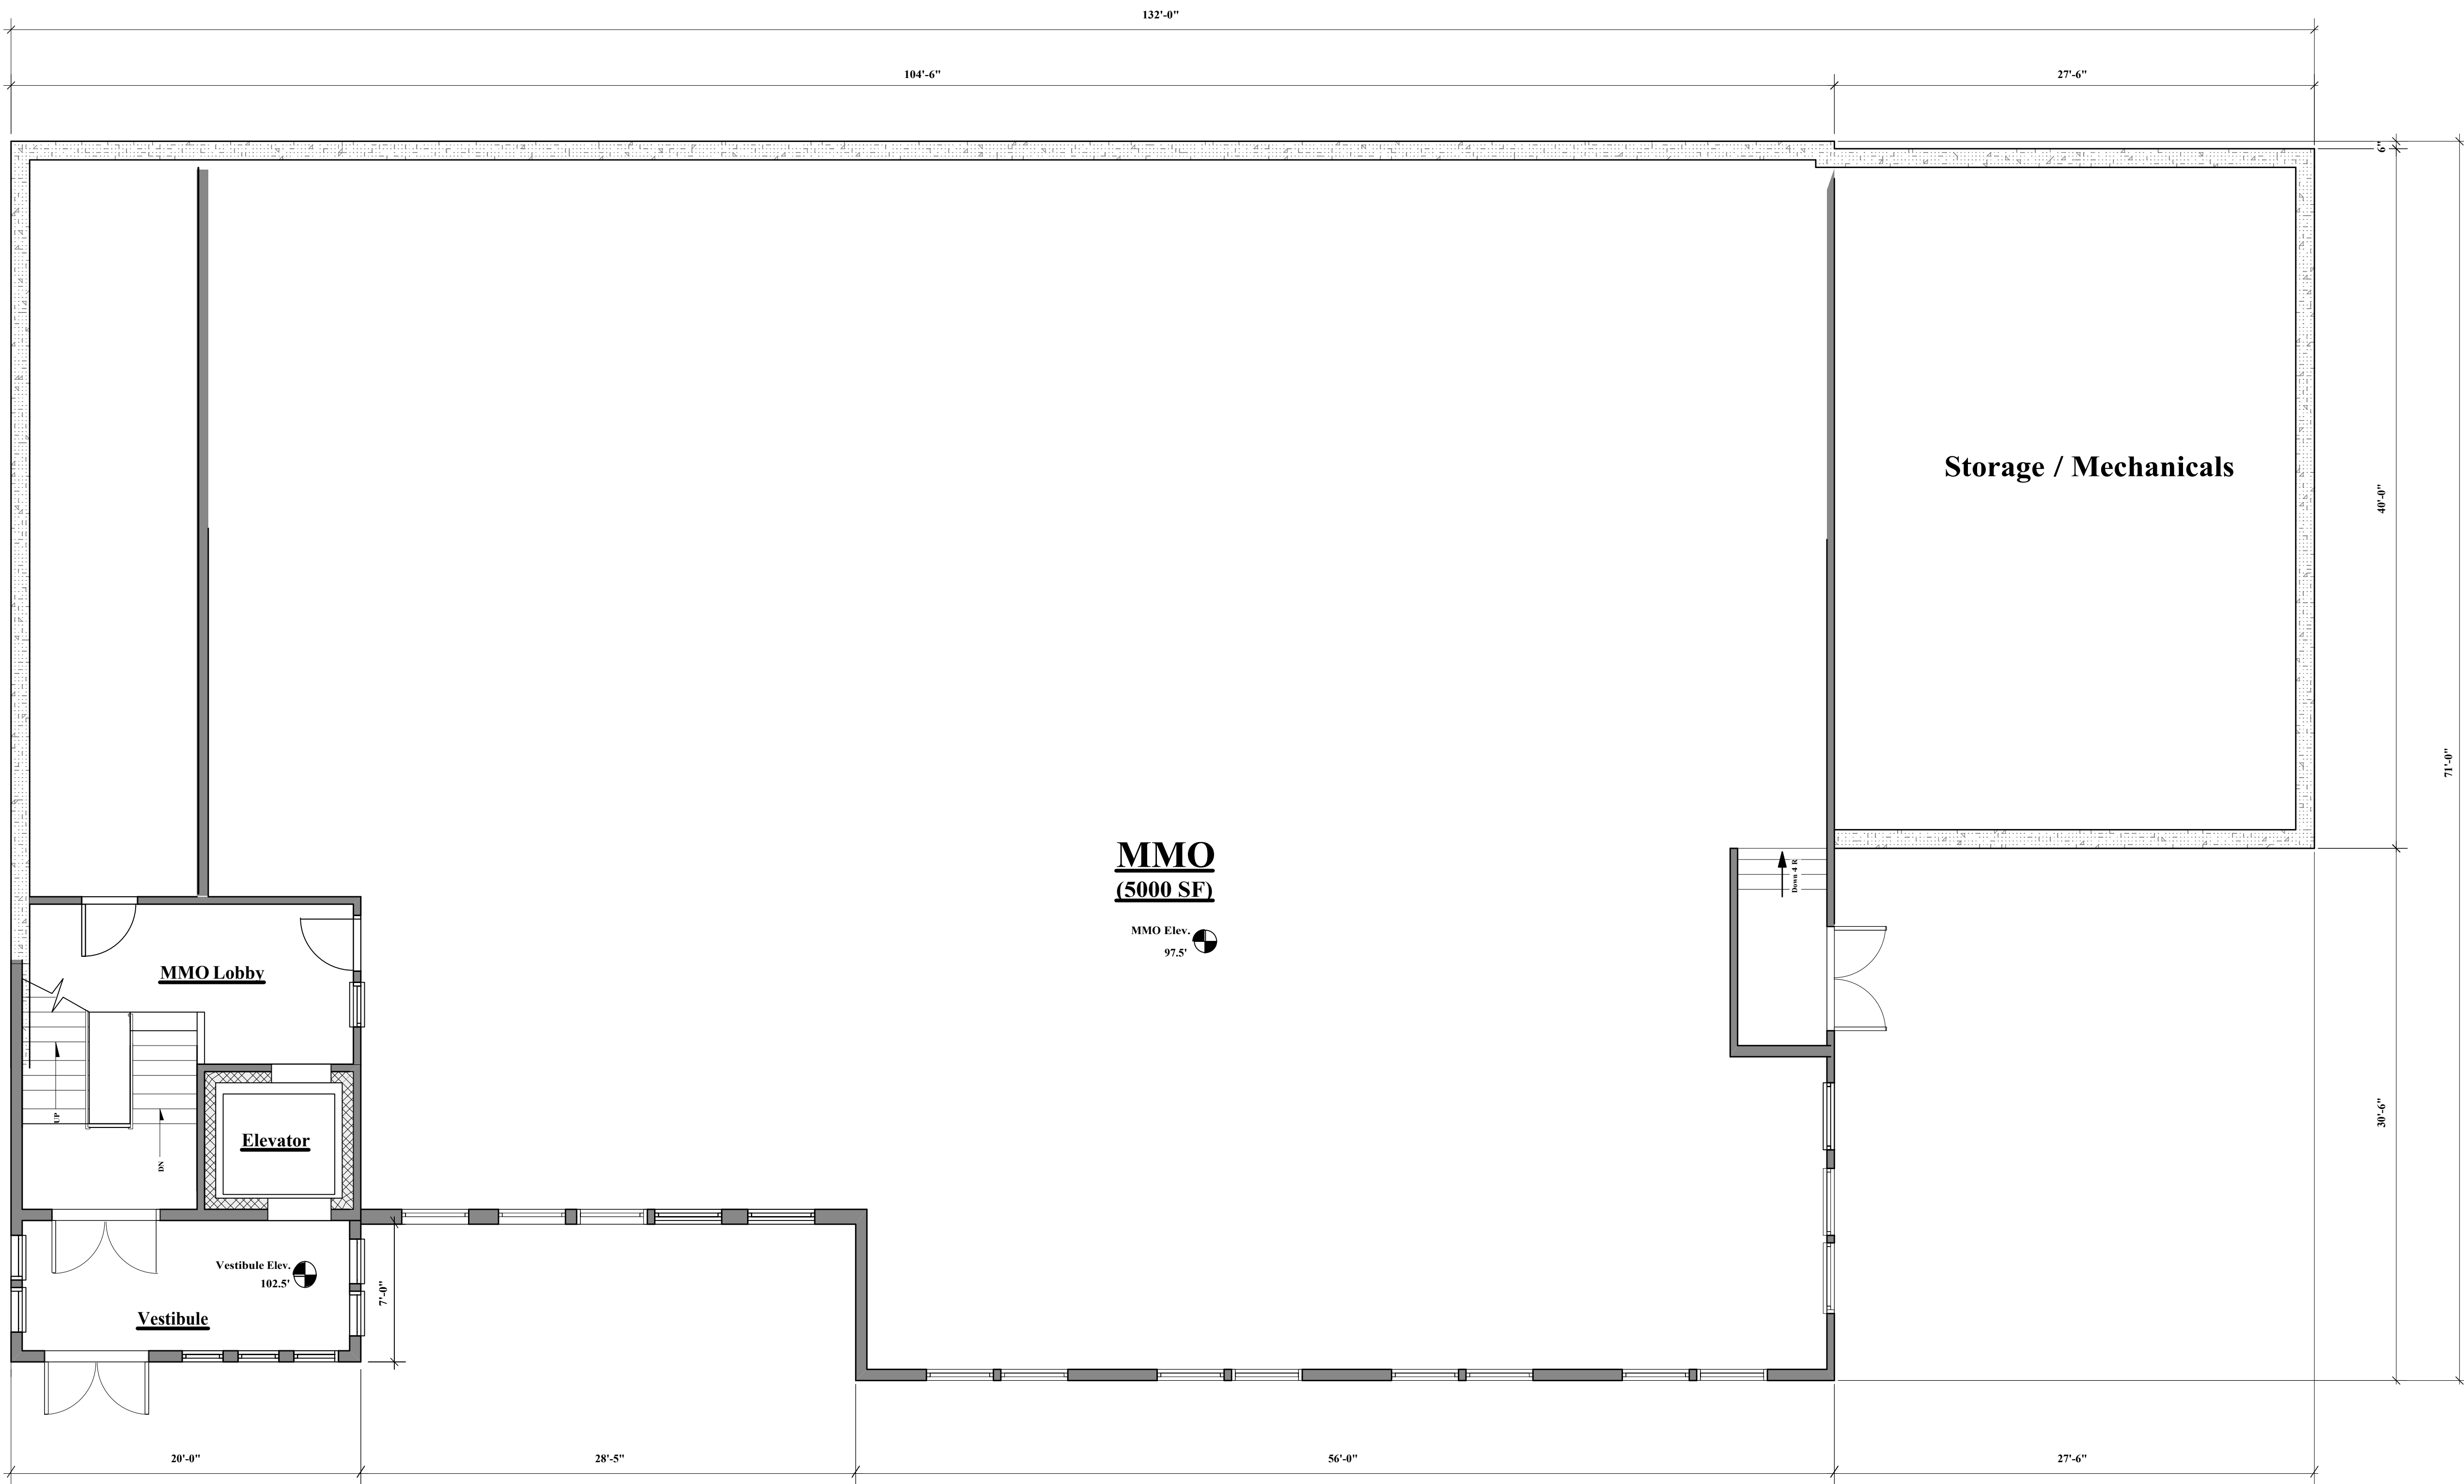 132'-0"
104'-6"
27'-6"
6"
Storage / Mechanicals
40'-0"
71'-0"
MMO
(5000 SF)
Down 4 R
MMO Elev.
97.5'
MMO Lobby
UP
DN
Elevator
30'-6"
Vestibule Elev.
102.5'
7'-0"
Vestibule
20'-0"
28'-5"
56'-0"
27'-6"